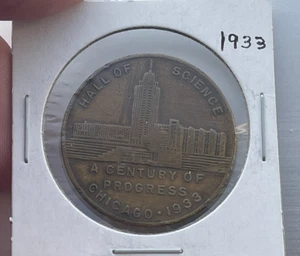 1933
HALL OF SCIENCE
A CENTURY OF
PROGRESS
CHICAGO · 1933